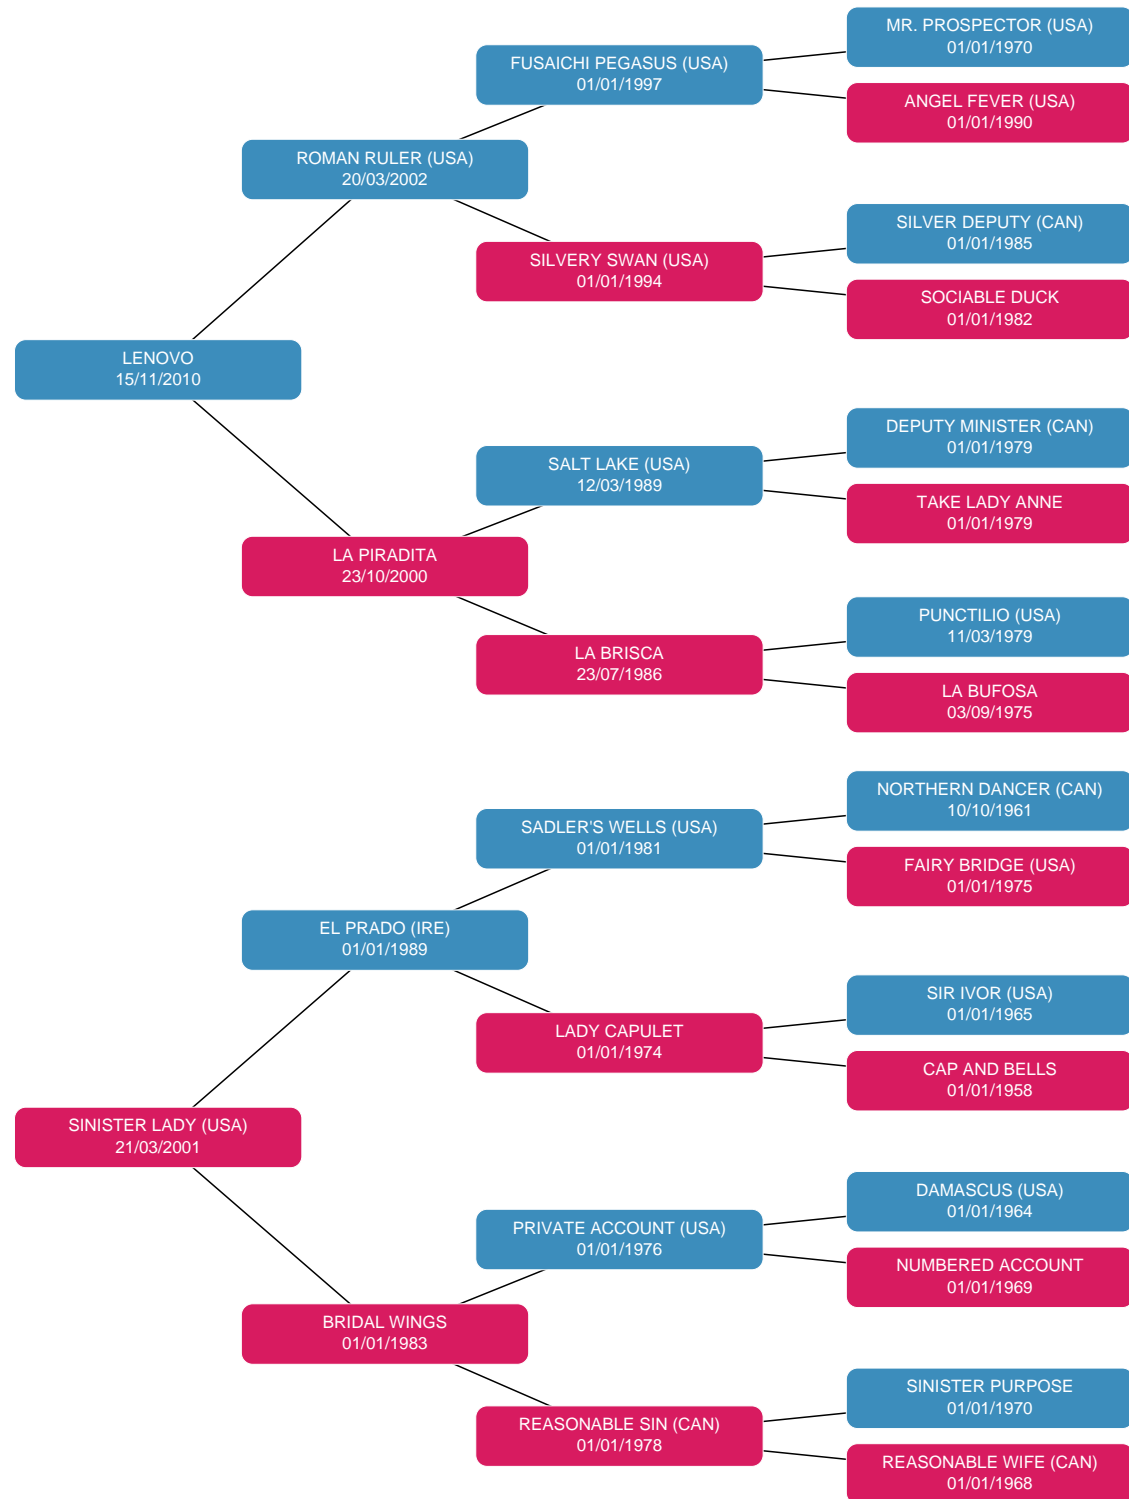 MR. PROSPECTOR (USA)
01/01/1970
FUSAICHI PEGASUS (USA)
01/01/1997
ANGEL FEVER (USA)
01/01/1990
ROMAN RULER (USA)
20/03/2002
SILVER DEPUTY (CAN)
01/01/1985
SILVERY SWAN (USA)
01/01/1994
SOCIABLE DUCK
01/01/1982
LENOVO
15/11/2010
DEPUTY MINISTER (CAN)
01/01/1979
SALT LAKE (USA)
12/03/1989
TAKE LADY ANNE
01/01/1979
LA PIRADITA
23/10/2000
PUNCTILIO (USA)
11/03/1979
LA BRISCA
23/07/1986
LA BUFOSA
03/09/1975
NORTHERN DANCER (CAN)
10/10/1961
SADLER'S WELLS (USA)
01/01/1981
FAIRY BRIDGE (USA)
01/01/1975
EL PRADO (IRE)
01/01/1989
SIR IVOR (USA)
01/01/1965
LADY CAPULET
01/01/1974
CAP AND BELLS
01/01/1958
SINISTER LADY (USA)
21/03/2001
DAMASCUS (USA)
01/01/1964
PRIVATE ACCOUNT (USA)
01/01/1976
NUMBERED ACCOUNT
01/01/1969
BRIDAL WINGS
01/01/1983
SINISTER PURPOSE
01/01/1970
REASONABLE SIN (CAN)
01/01/1978
REASONABLE WIFE (CAN)
01/01/1968